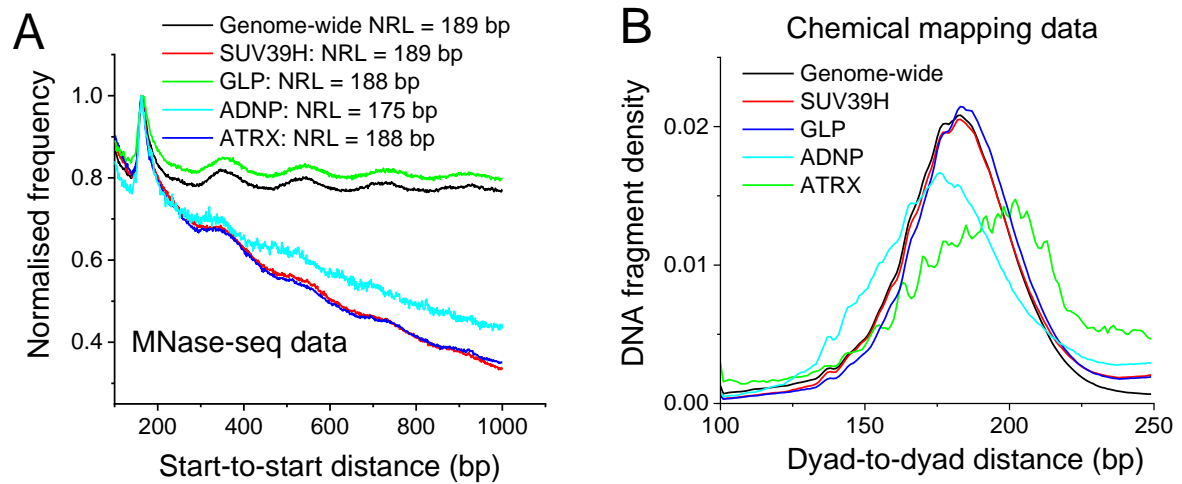 A
Genome-wide NRL = 189 bp
SUV39H: NRL = 189 bp
GLP: NRL = 188 bp
ADNP: NRL = 175 bp
ATRX: NRL = 188 bp
1.0
0.8
0.6
0.4
Normalised frequency
MNase-seq data
200 400 600 800 1000
Start-to-start distance (bp)
B
Chemical mapping data
Genome-wide
SUV39H
GLP
ADNP
ATRX
0.02
0.01
0.00
DNA fragment density
100 150 200 250
Dyad-to-dyad distance (bp)